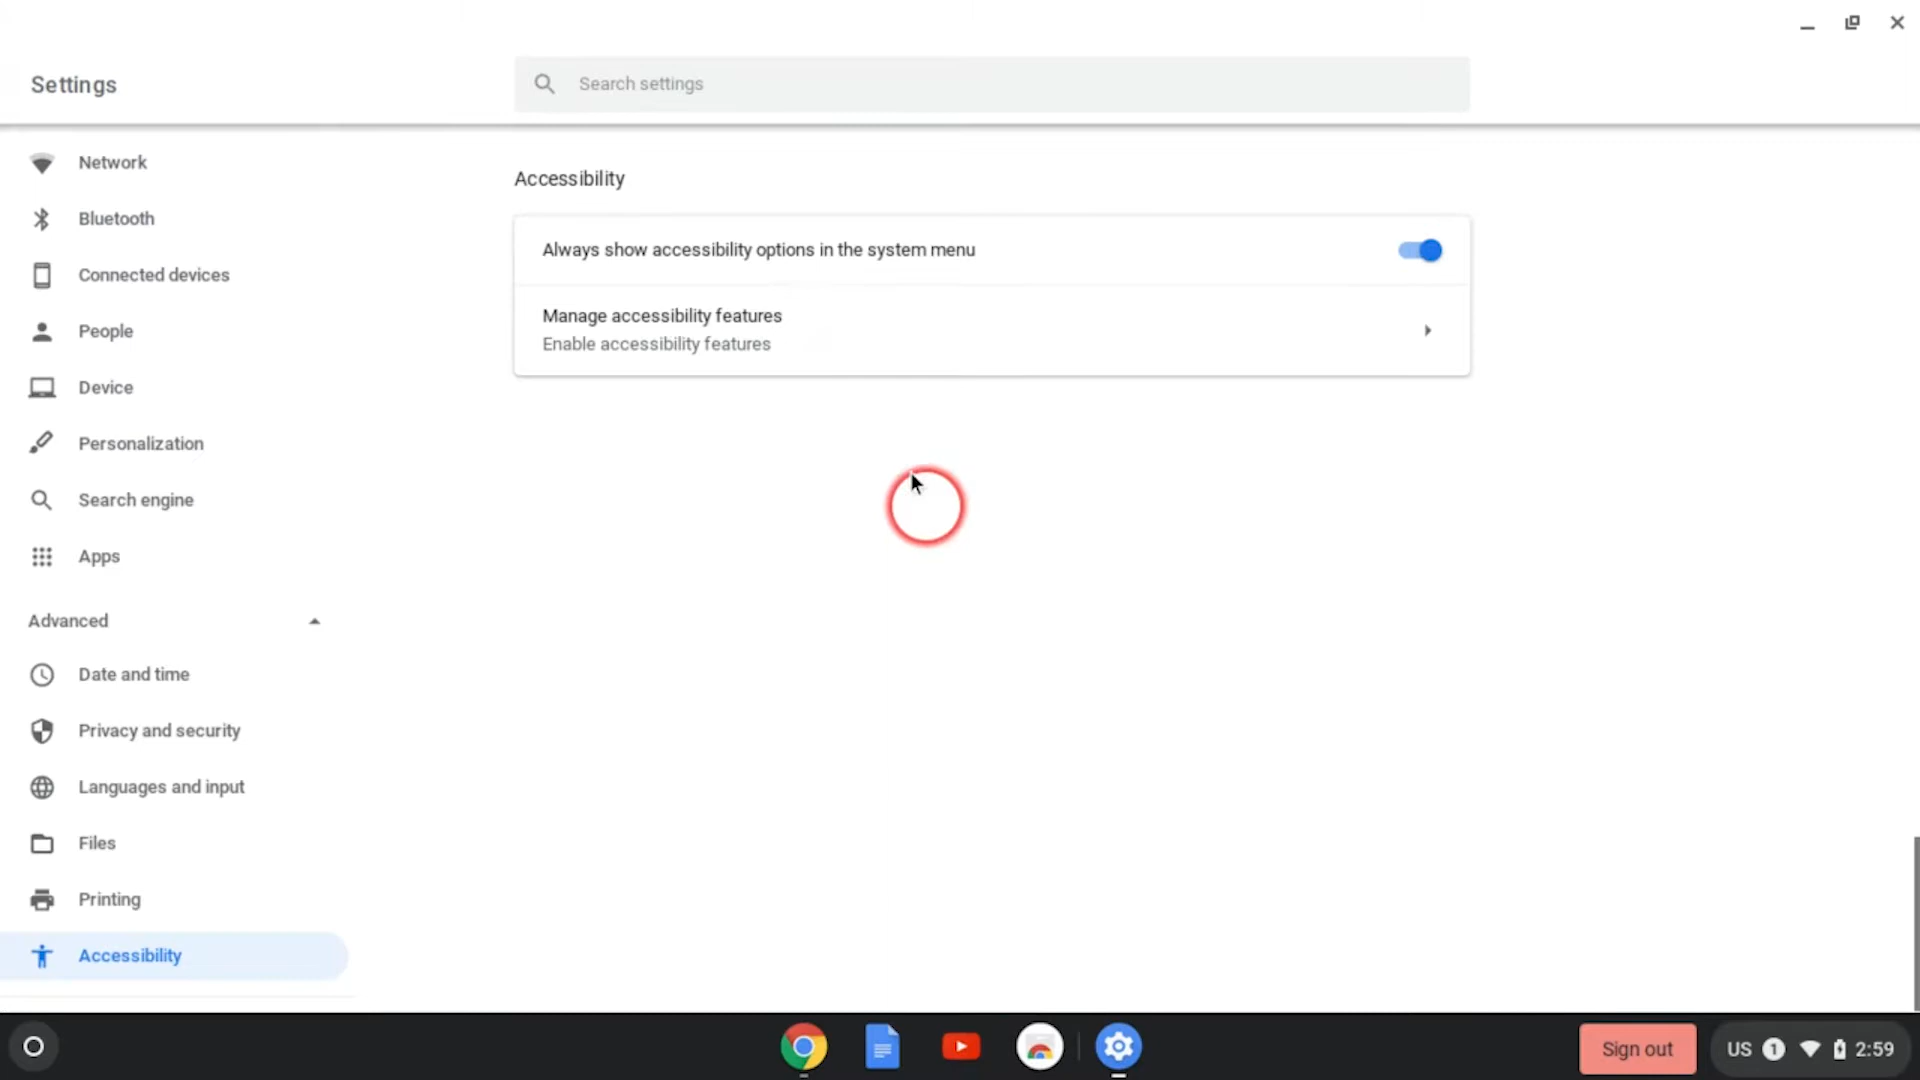 Settings
Search settings
Network
Bluetooth
Connected devices
People
Device
Personalization
Search engine
Apps
Advanced
Date and time
Privacy and security
Languages and input
Files
Printing
Accessibility
Accessibility
Always show accessibility options in the system menu
Manage accessibility features
Enable accessibility features
Sign out
US 1 2:59